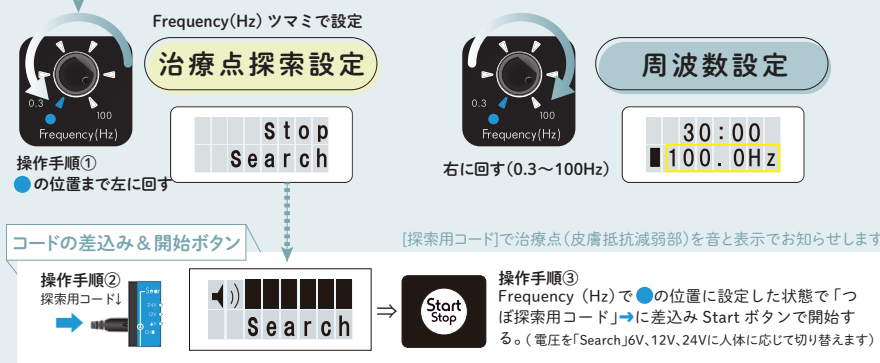 Frequency(Hz) ツマミで設定
0.3
100
Frequency(Hz)
治療点探索設定
Stop
Search
操作手順①
●の位置まで左に回す
0.3
100
Frequency(Hz)
周波数設定
30:00
100.0Hz
右に回す(0.3〜100Hz)
コードの差込み&開始ボタン
[探索用コード]で治療点(皮膚抵抗減弱部)を音と表示でお知らせします
操作手順②
探索用コード↓
24V
12V
6V
Search
⇒
Start
Stop
操作手順③
Frequency (Hz)で●の位置に設定した状態で「つ
ぼ探索用コード」➡に差込み Start ボタンで開始す
る。(電圧を「Search」6V、12V、24Vに人体に応じて切り替えます)